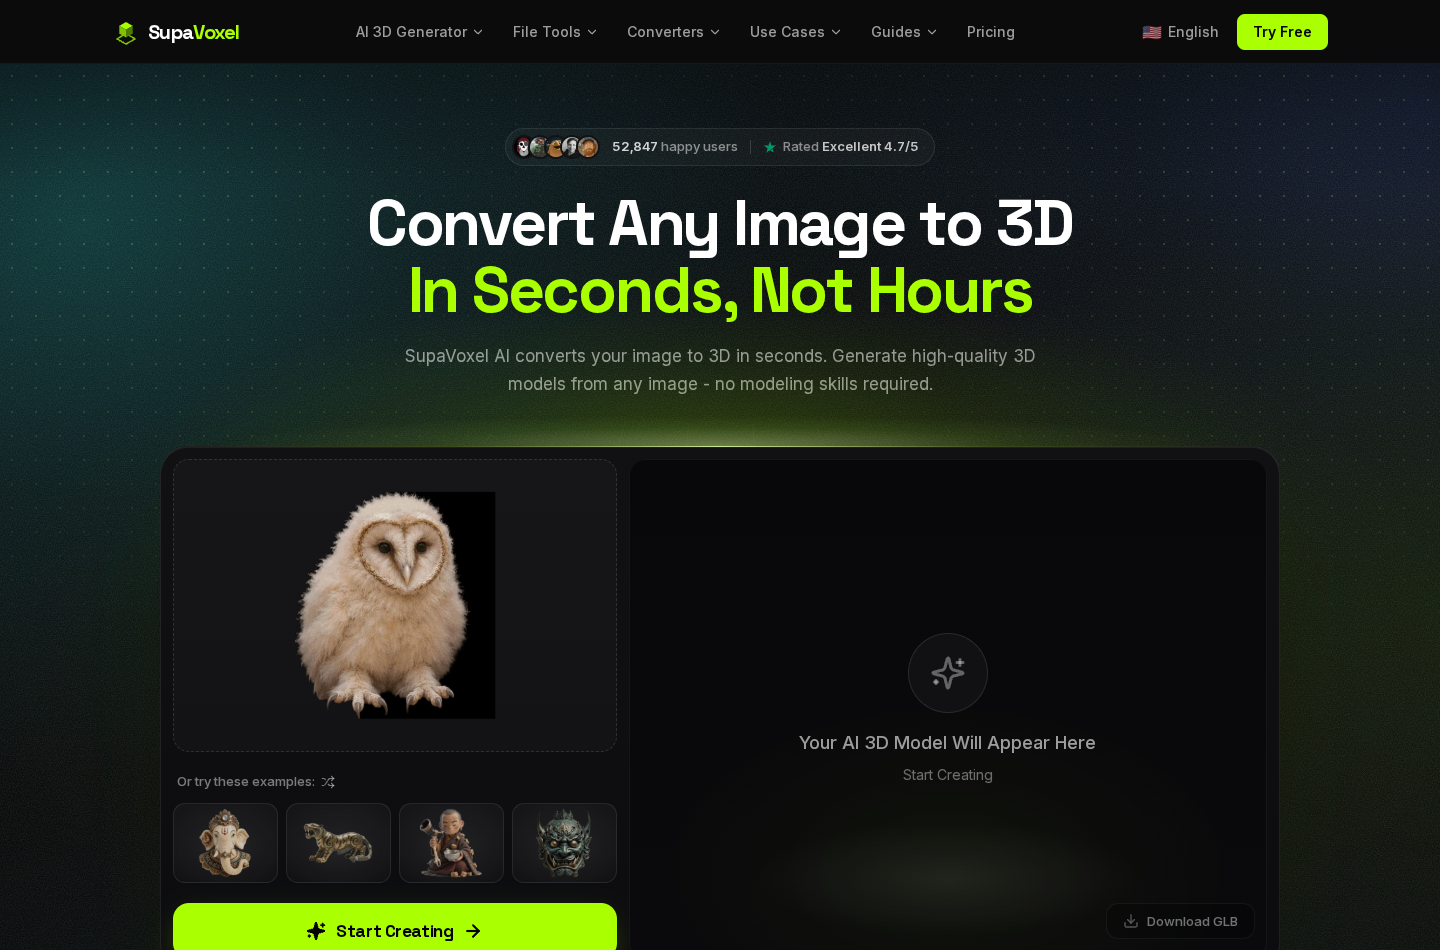 SupaVoxel
AI 3D Generator
File Tools
Converters
Use Cases
Guides
Pricing
English
Try Free
52,847 happy users
Rated Excellent 4.7/5
Convert Any Image to 3D
In Seconds, Not Hours
SupaVoxel AI converts your image to 3D in seconds. Generate high-quality 3D
models from any image - no modeling skills required.
Or try these examples:
Start Creating
Your AI 3D Model Will Appear Here
Start Creating
Download GLB